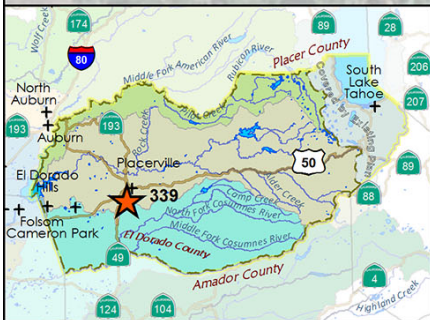 174
89
28
Wolf Creek
80
Middle Fork American River
Rubicon River
Placer County
206
South
Lake
Tahoe
207
North
Auburn
Pilot Creek
193
193
Auburn
Rock Creek
Placerville
50
El Dorado
Hills
89
339
Camp Creek
88
North Fork Cosumnes River
Folsom
Cameron Park
Middle Fork Cosumnes River
El Dorado County
49
Amador County
4
124
104
Highland Creek